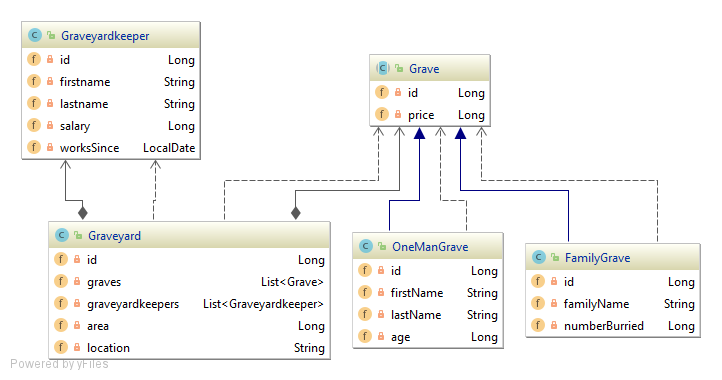 Graveyardkeeper
id Long
firstname String
lastname String
salary Long
worksSince LocalDate
Grave
id Long
price Long
Graveyard
id Long
graves List<Grave>
graveyardkeepers List<Graveyardkeeper>
area Long
location String
OneManGrave
id Long
firstName String
lastName String
age Long
FamilyGrave
id Long
familyName String
numberBurried Long
Powered by yFiles